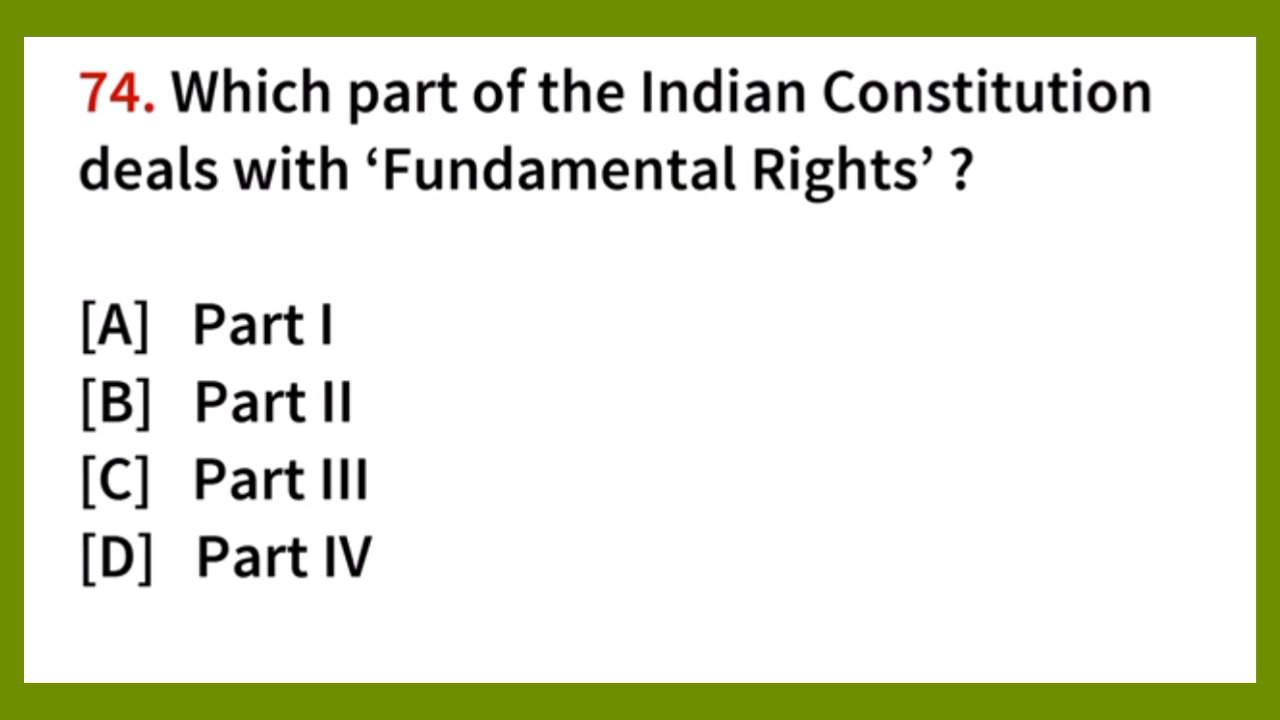 74. Which part of the Indian Constitution
deals with ‘Fundamental Rights’ ?
[A] Part I
[B] Part II
[C] Part III
[D] Part IV